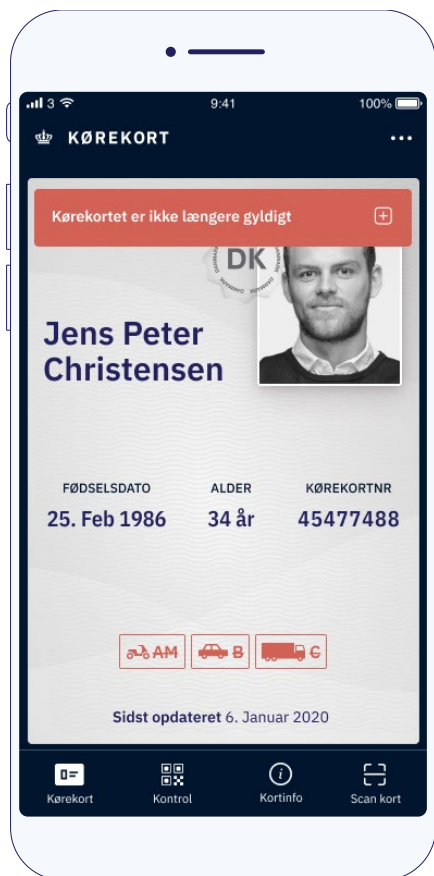 3
9:41
100%
KØREKORT
Kørekortet er ikke længere gyldigt
DK
DANMARK
Jens Peter
Christensen
FØDSELSDATO
ALDER
KØREKORTNR
25. Feb 1986
34 år
45477488
AM
B
C
Sidst opdateret 6. Januar 2020
Kørekort
Kontrol
Kortinfo
Scan kort